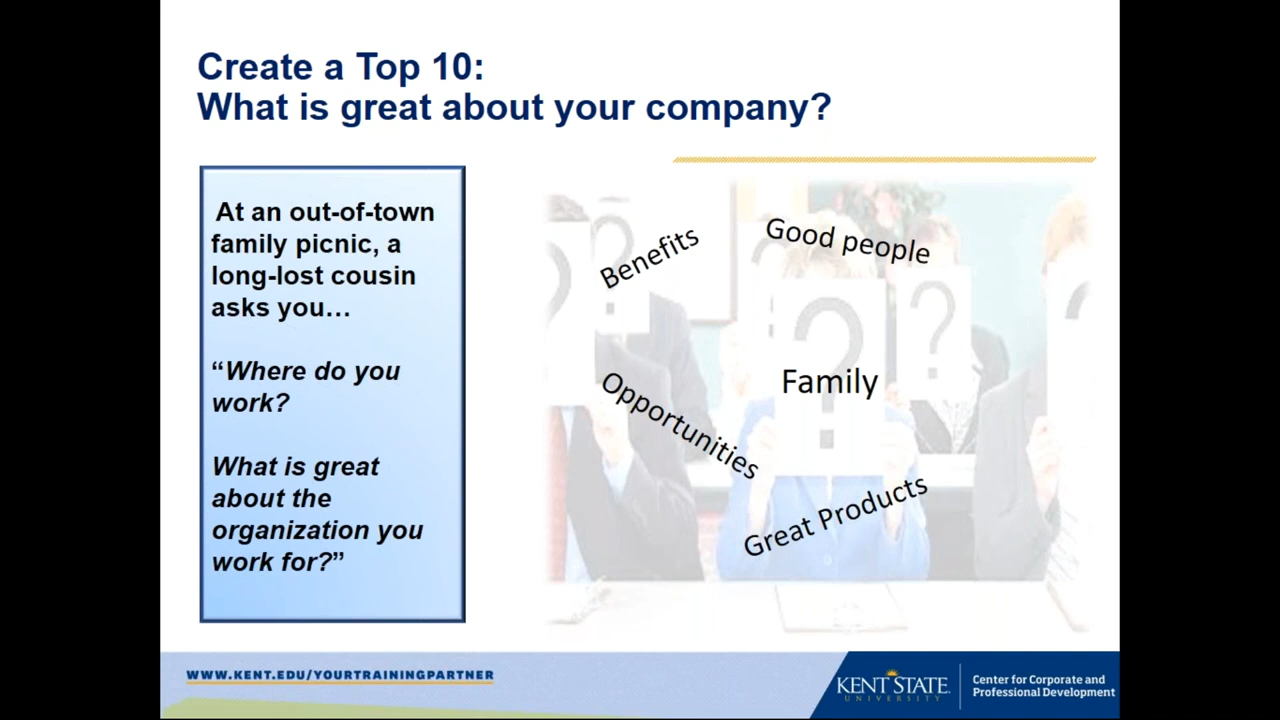 Create a Top 10:
What is great about your company?
At an out-of-town
family picnic, a
long-lost cousin
asks you…
“Where do you
work?
What is great
about the
organization you
work for?”
Benefits
Good people
Opportunities
Family
Great Products
WWW.KENT.EDU/YOURTRAININGPARTNER
KENT STATE
UNIVERSITY
Center for Corporate and
Professional Development